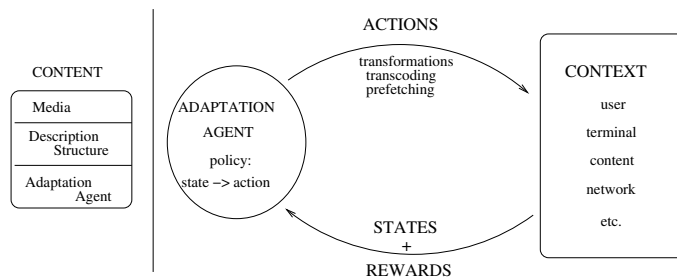 CONTENT
Media
Description
Structure
Adaptation
Agent
ADAPTATION
AGENT
policy:
state -> action
ACTIONS
transformations
transcoding
prefetching
STATES
+
REWARDS
CONTEXT
user
terminal
content
network
etc.